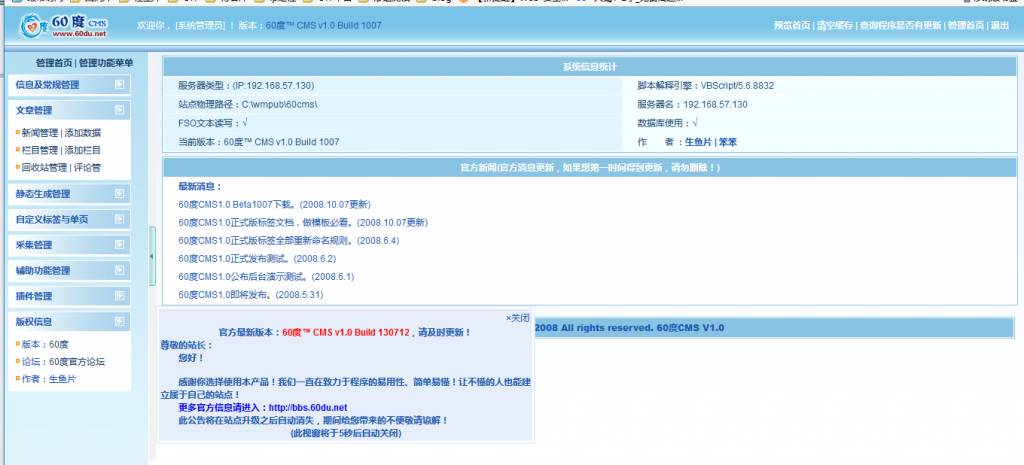 60度CMS
www.60du.net
欢迎你，[系统管理员] ！版本：60度™ CMS v1.0 Build 1007
预览首页 | 清空缓存 | 查询程序是否有更新 | 管理首页 | 退出
管理首页 | 管理功能菜单
信息及常规管理
文章管理
新闻管理 | 添加数据
栏目管理 | 添加栏目
回收站管理 | 评论管
静态生成管理
自定义标签与单页
采集管理
辅助功能管理
插件管理
版权信息
版本：60度
论坛：60度官方论坛
作者：生鱼片
系统信息统计
服务器类型：(IP:192.168.57.130)
脚本解释引擎：VBScript/5.6.8832
站点物理路径：C:\wmpub\60cms\
服务器名：192.168.57.130
FSO文本读写：√
数据库使用：√
当前版本：60度™ CMS v1.0 Build 1007
作 者：生鱼片 | 笨笨
官方新闻(官方消息更新，如果想第一时间得到更新，请勿删除！)
最新消息：
60度CMS1.0 Beta1007下载。(2008.10.07更新)
60度CMS1.0正式版标签文档，做模板必看。(2008.10.07更新)
60度CMS1.0正式版标签全部重新命名规则。(2008.6.4)
60度CMS1.0正式发布测试。(2008.6.2)
60度CMS1.0公布后台演示测试。(2008.6.1)
60度CMS1.0即将发布。(2008.5.31)
2008 All rights reserved. 60度CMS V1.0
×关闭
官方最新版本：60度™ CMS v1.0 Build 130712，请及时更新！
尊敬的站长：
您好！
感谢你选择使用本产品！我们一直在致力于程序的易用性、简单易懂！让不懂的人也能建
立属于自己的站点！
更多官方信息请进入：http://bbs.60du.net
此公告将在站点升级之后自动消失，期间给您带来的不便敬请谅解！
(此视窗将于5秒后自动关闭)